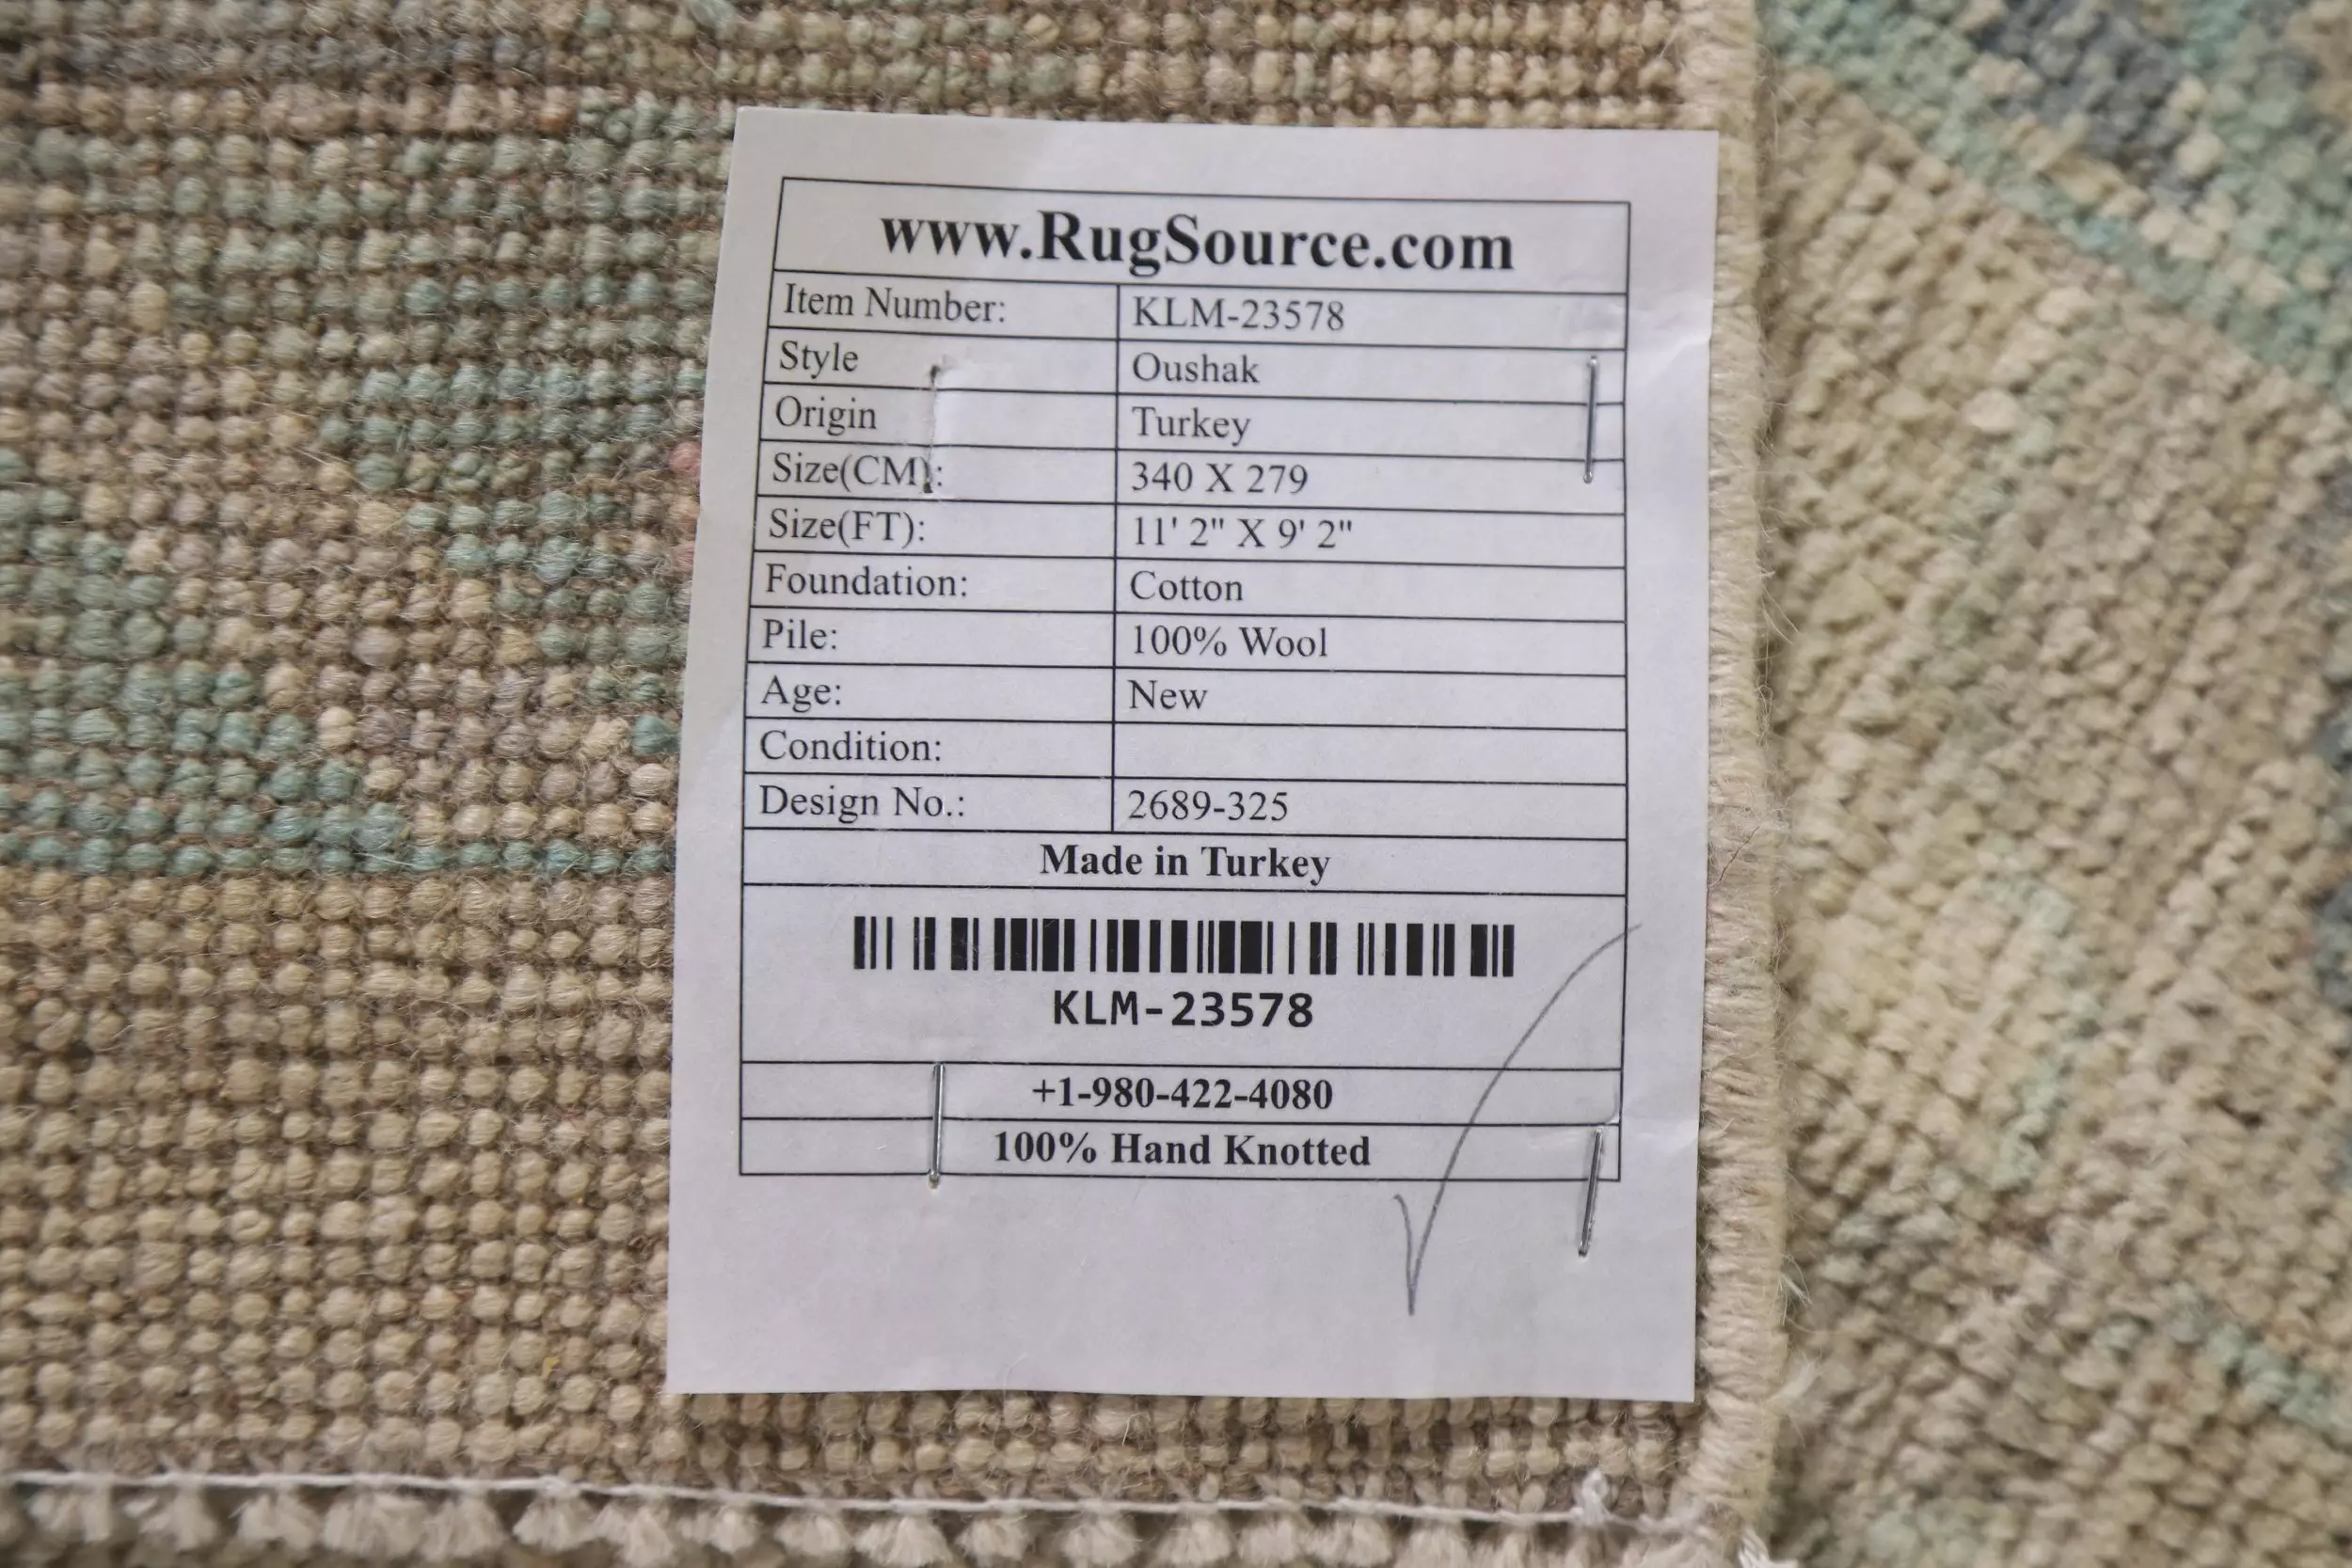 www.RugSource.com
Item Number: KLM-23578
Style Oushak
Origin Turkey
Size(CM): 340 X 279
Size(FT): 11' 2" X 9' 2"
Foundation: Cotton
Pile: 100% Wool
Age: New
Condition:
Design No.: 2689-325
Made in Turkey
KLM-23578
+1-980-422-4080
100% Hand Knotted